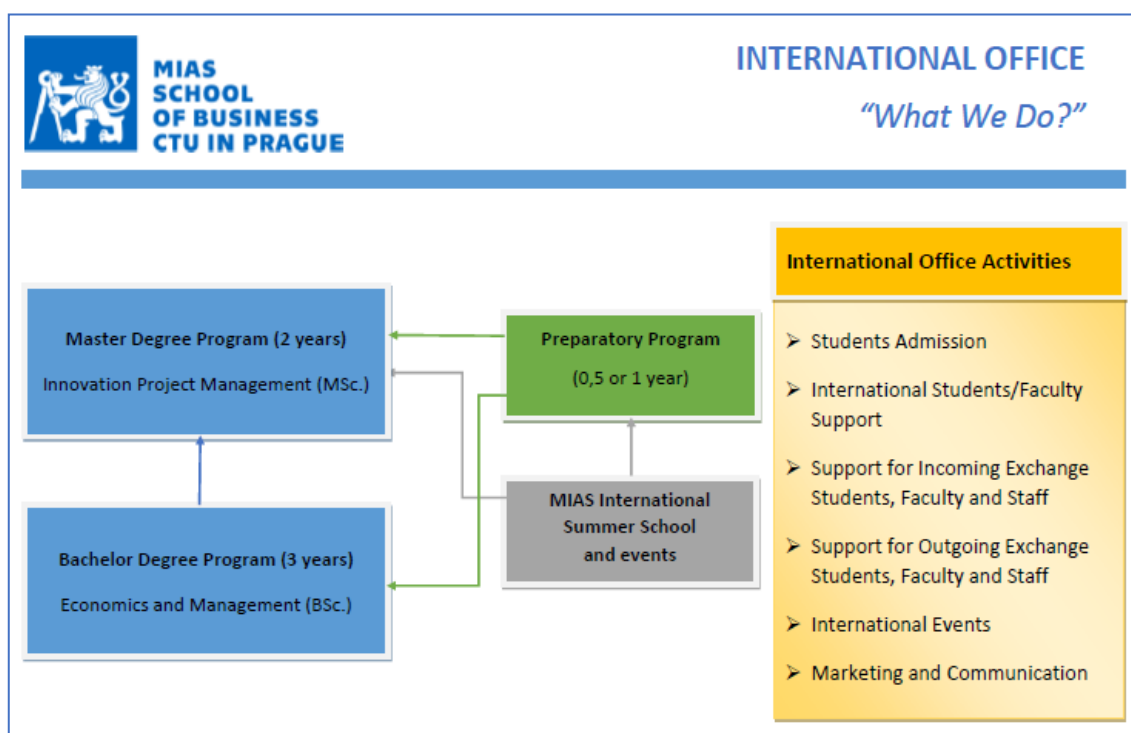 MIAS
SCHOOL
OF BUSINESS
CTU IN PRAGUE
INTERNATIONAL OFFICE
“What We Do?”
Master Degree Program (2 years)
Innovation Project Management (MSc.)
Bachelor Degree Program (3 years)
Economics and Management (BSc.)
Preparatory Program
(0,5 or 1 year)
MIAS International
Summer School
and events
International Office Activities
Students Admission
International Students/Faculty
Support
Support for Incoming Exchange
Students, Faculty and Staff
Support for Outgoing Exchange
Students, Faculty and Staff
International Events
Marketing and Communication